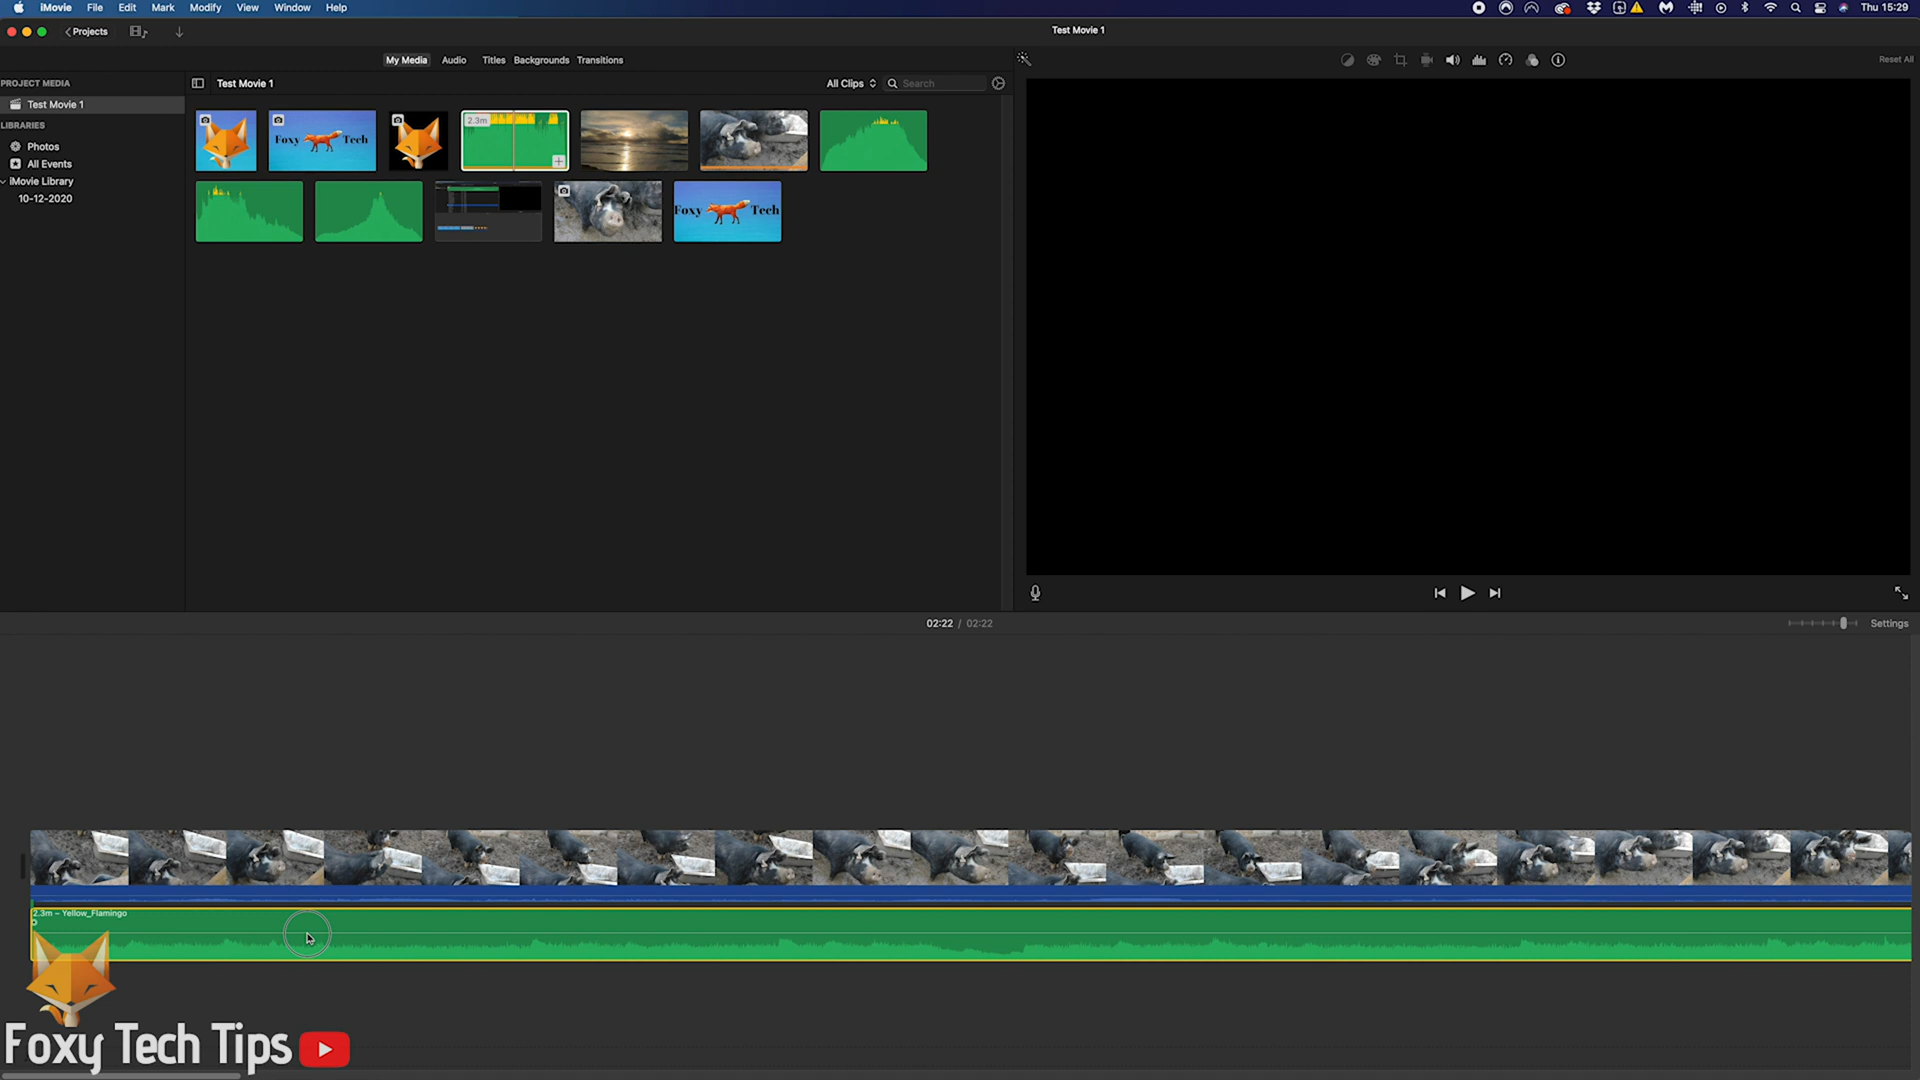 iMovie File Edit Mark Modify View Window Help Thu 15:29
Projects Test Movie 1
My Media Audio Titles Backgrounds Transitions Reset All
PROJECT MEDIA Test Movie 1 All Clips Search
Test Movie 1
LIBRARIES
Photos
All Events
iMovie Library
10-12-2020
2.3m
Foxy Tech
Foxy Tech
02:22 / 02:22 Settings
2.3m – Yellow_Flamingo
Foxy Tech Tips